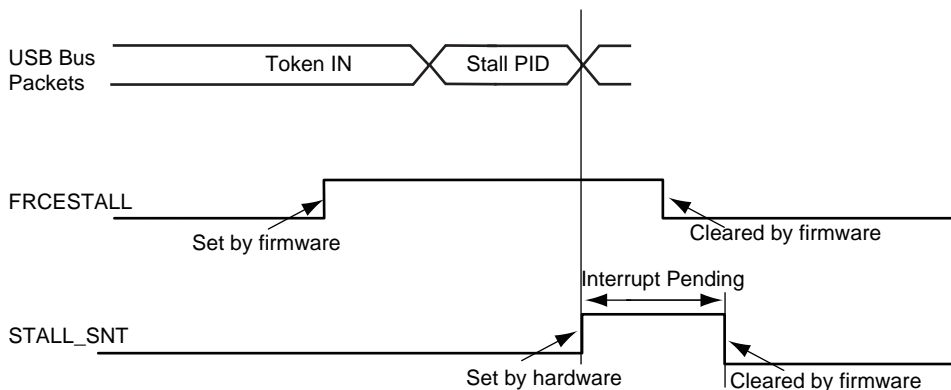 USB Bus
Packets
Token IN
Stall PID
FRCESTALL
Set by firmware
Cleared by firmware
Interrupt Pending
STALL_SNT
Set by hardware
Cleared by firmware